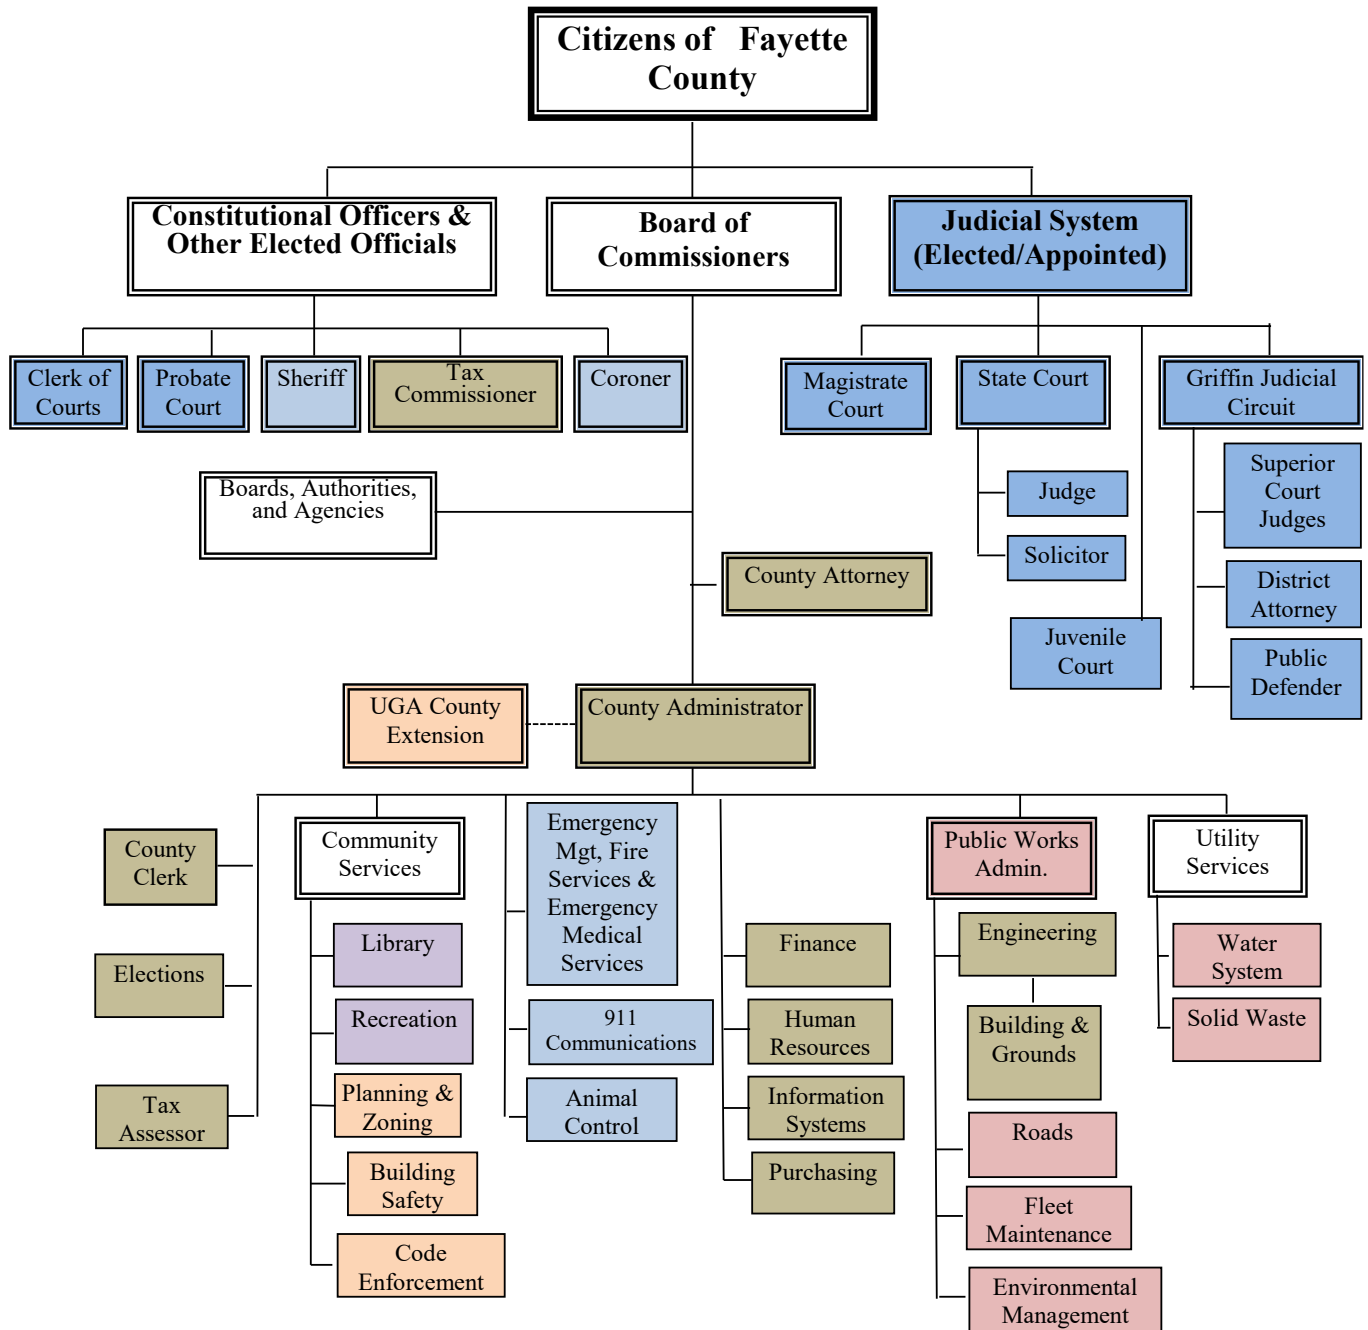 Citizens of Fayette
County
Constitutional Officers &
Other Elected Officials
Board of
Commissioners
Judicial System
(Elected/Appointed)
Clerk of
Courts
Probate
Court
Sheriff
Tax
Commissioner
Coroner
Magistrate
Court
State Court
Griffin Judicial
Circuit
Boards, Authorities,
and Agencies
Judge
Solicitor
Superior
Court
Judges
County Attorney
District
Attorney
Juvenile
Court
Public
Defender
UGA County
Extension
County Administrator
County
Clerk
Elections
Tax
Assessor
Community
Services
Library
Recreation
Planning &
Zoning
Building
Safety
Code
Enforcement
Emergency
Mgt, Fire
Services &
Emergency
Medical
Services
911
Communications
Animal
Control
Finance
Human
Resources
Information
Systems
Purchasing
Public Works
Admin.
Engineering
Building &
Grounds
Roads
Fleet
Maintenance
Environmental
Management
Utility
Services
Water
System
Solid Waste